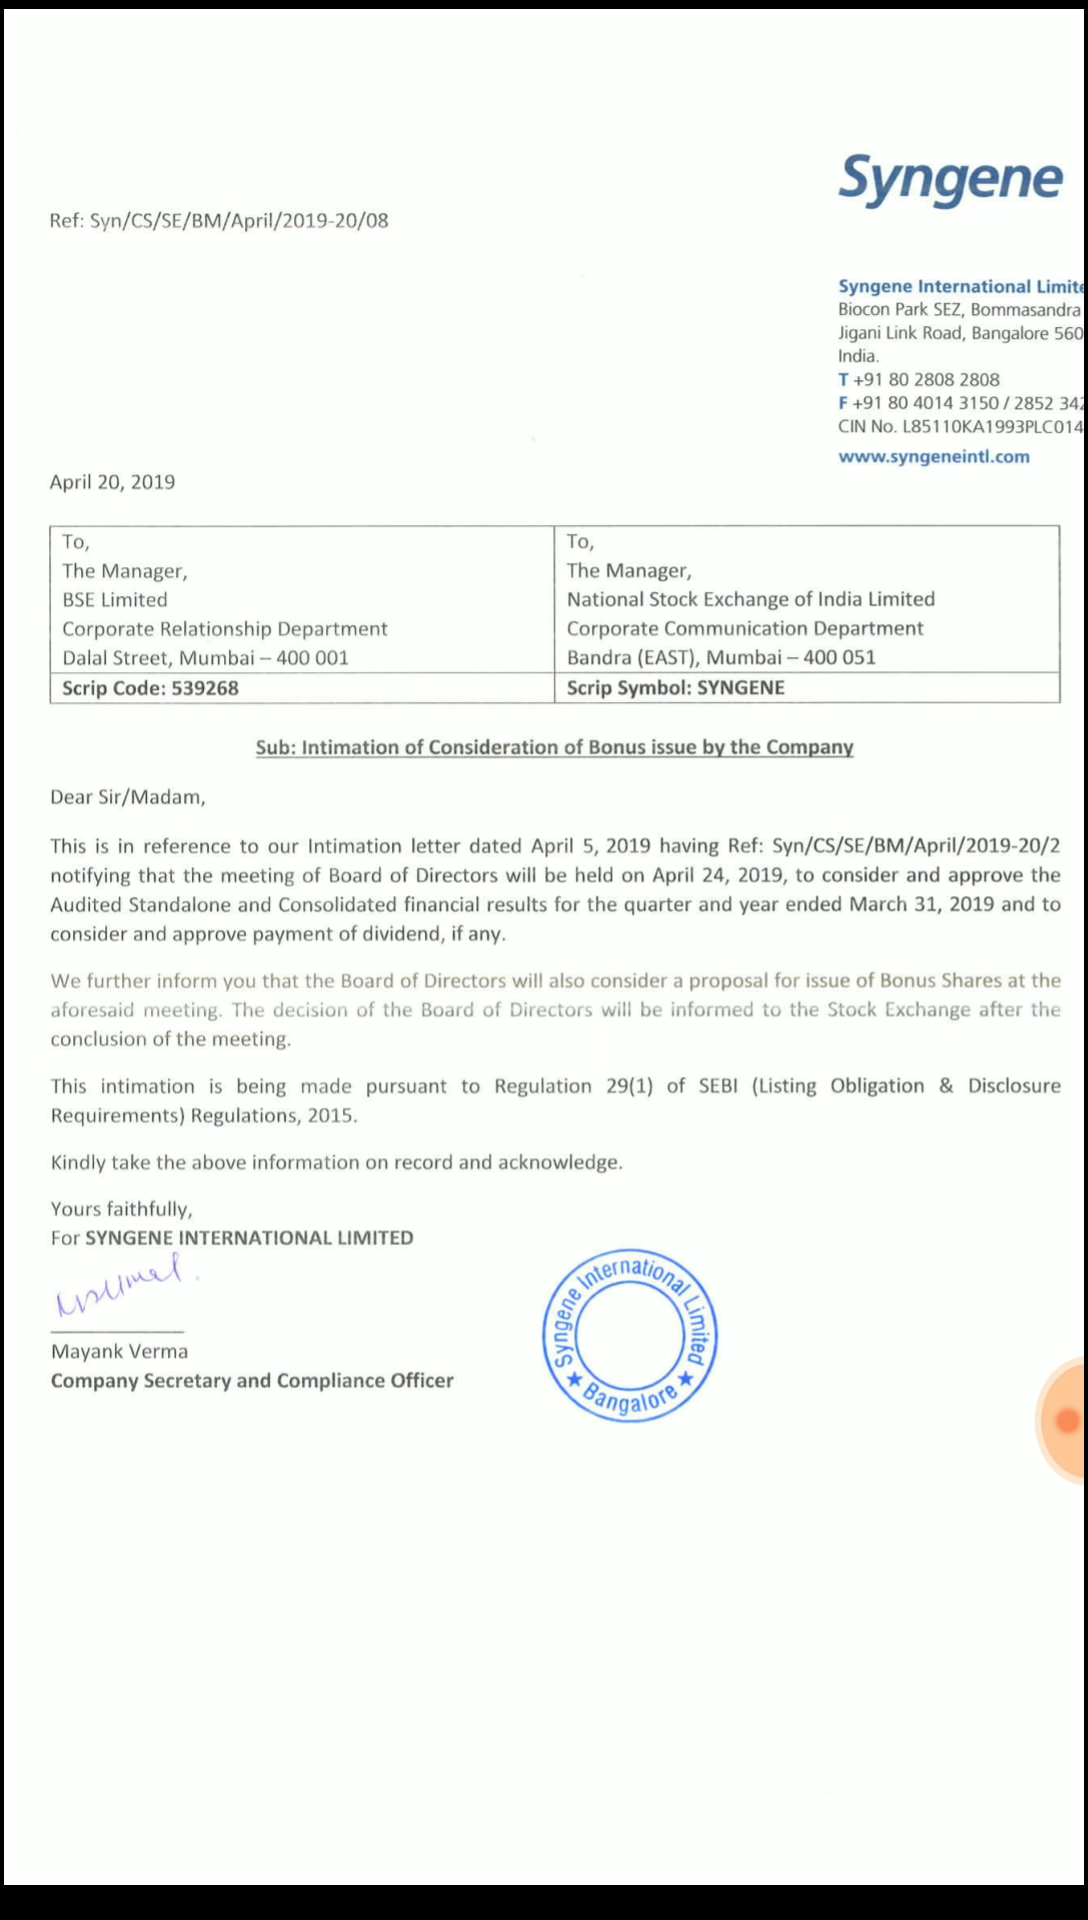 Syngene
Ref: Syn/CS/SE/BM/April/2019-20/08
Syngene International Limite
Biocon Park SEZ, Bommasandra
Jigani Link Road, Bangalore 560
India.
T +91 80 2808 2808
F +91 80 4014 3150 / 2852 342
CIN No. L85110KA1993PLC014
www.syngeneintl.com
April 20, 2019
To,
The Manager,
BSE Limited
Corporate Relationship Department
Dalal Street, Mumbai – 400 001
Scrip Code: 539268
To,
The Manager,
National Stock Exchange of India Limited
Corporate Communication Department
Bandra (EAST), Mumbai – 400 051
Scrip Symbol: SYNGENE
Sub: Intimation of Consideration of Bonus issue by the Company
Dear Sir/Madam,
This is in reference to our Intimation letter dated April 5, 2019 having Ref: Syn/CS/SE/BM/April/2019-20/2
notifying that the meeting of Board of Directors will be held on April 24, 2019, to consider and approve the
Audited Standalone and Consolidated financial results for the quarter and year ended March 31, 2019 and to
consider and approve payment of dividend, if any.
We further inform you that the Board of Directors will also consider a proposal for issue of Bonus Shares at the
aforesaid meeting. The decision of the Board of Directors will be informed to the Stock Exchange after the
conclusion of the meeting.
This intimation is being made pursuant to Regulation 29(1) of SEBI (Listing Obligation & Disclosure
Requirements) Regulations, 2015.
Kindly take the above information on record and acknowledge.
Yours faithfully,
For SYNGENE INTERNATIONAL LIMITED
Mayank Verma
Company Secretary and Compliance Officer
Syngene International Limited
★ Bangalore ★